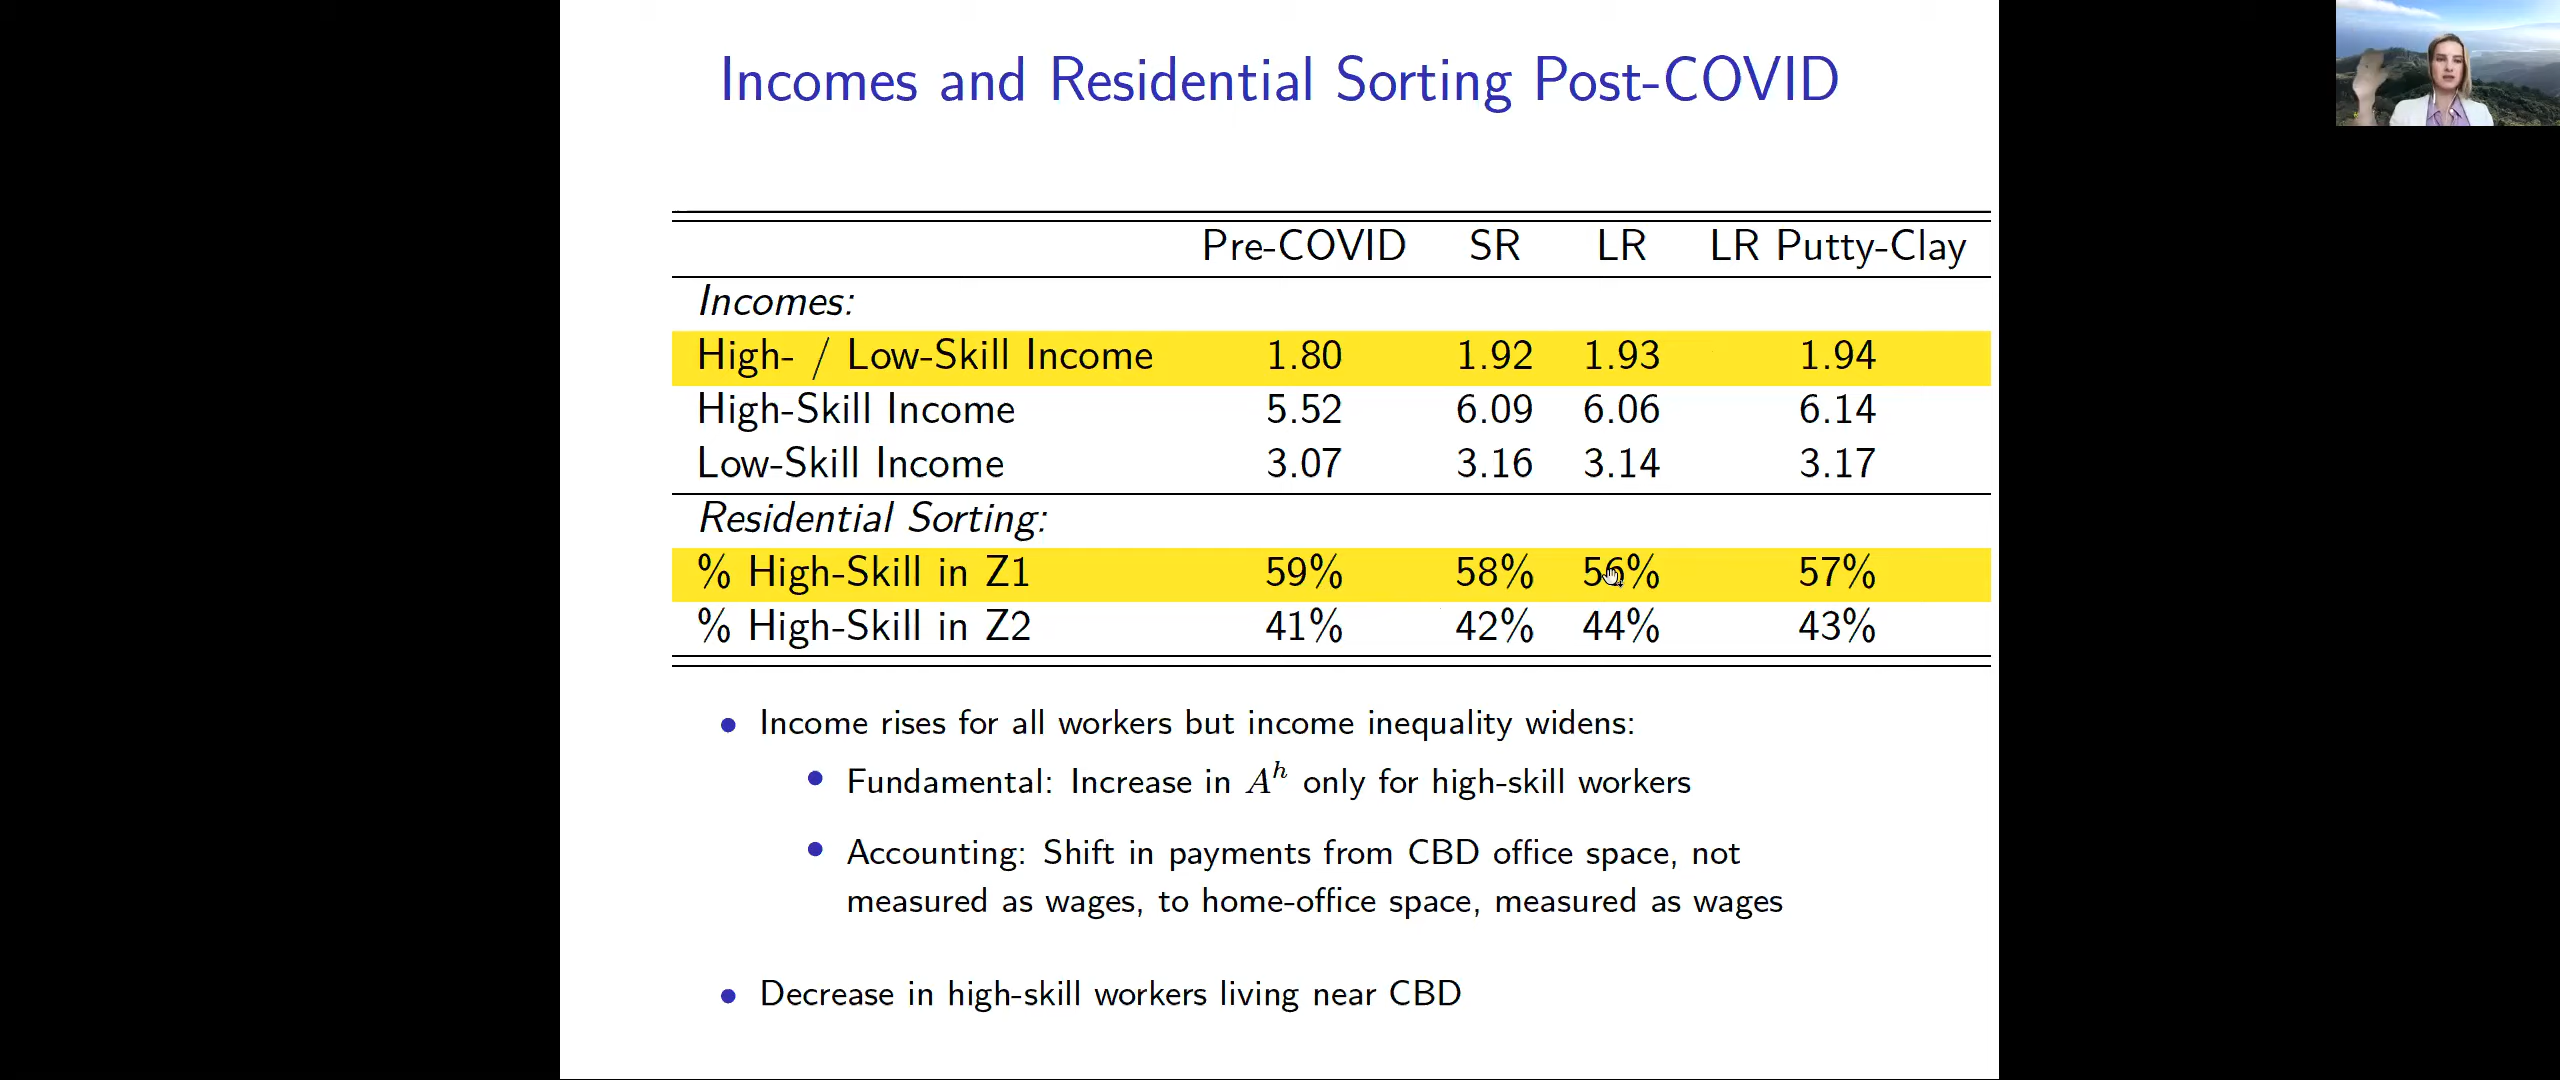 Incomes and Residential Sorting Post-COVID
Pre-COVID SR LR LR Putty-Clay
Incomes:
High- / Low-Skill Income 1.80 1.92 1.93 1.94
High-Skill Income 5.52 6.09 6.06 6.14
Low-Skill Income 3.07 3.16 3.14 3.17
Residential Sorting:
% High-Skill in Z1 59% 58% 56% 57%
% High-Skill in Z2 41% 42% 44% 43%
• Income rises for all workers but income inequality widens:
• Fundamental: Increase in Aʰ only for high-skill workers
• Accounting: Shift in payments from CBD office space, not
measured as wages, to home-office space, measured as wages
• Decrease in high-skill workers living near CBD